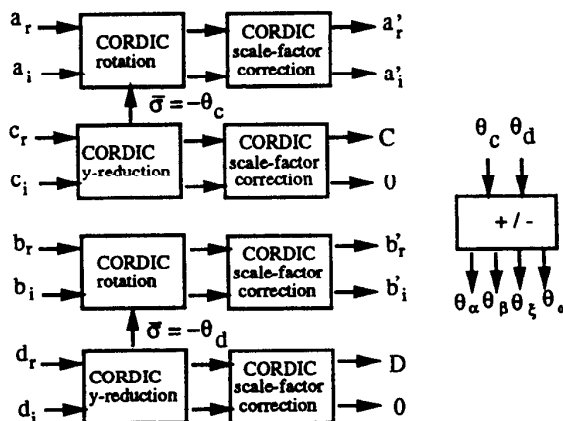 a_r
CORDIC
rotation
CORDIC
scale-factor
correction
a'_r
a_i
a'_i
σ̄ = -θ_c
c_r
CORDIC
y-reduction
CORDIC
scale-factor
correction
C
c_i
0
b_r
CORDIC
rotation
CORDIC
scale-factor
correction
b'_r
b_i
b'_i
σ̄ = -θ_d
d_r
CORDIC
y-reduction
CORDIC
scale-factor
correction
D
d_i
0
θ_c θ_d
+ / -
θ_α θ_β θ_ξ